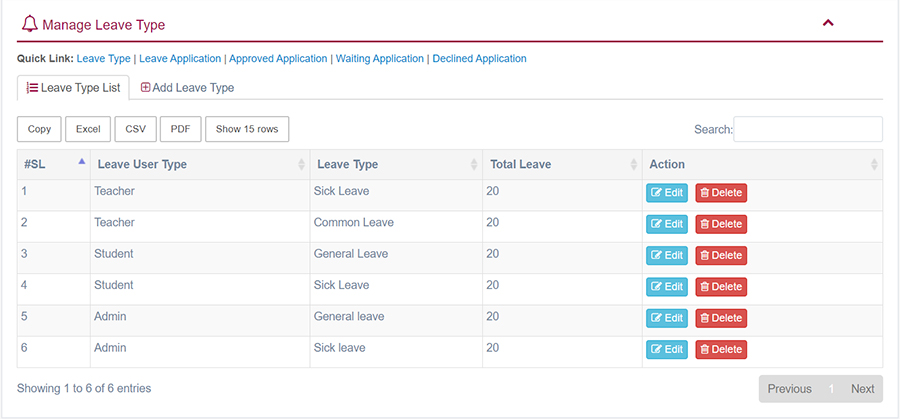 Manage Leave Type
Quick Link: Leave Type | Leave Application | Approved Application | Waiting Application | Declined Application
Leave Type List Add Leave Type
Copy Excel CSV PDF Show 15 rows Search:
#SL Leave User Type Leave Type Total Leave Action
1 Teacher Sick Leave 20 Edit Delete
2 Teacher Common Leave 20 Edit Delete
3 Student General Leave 20 Edit Delete
4 Student Sick Leave 20 Edit Delete
5 Admin General leave 20 Edit Delete
6 Admin Sick leave 20 Edit Delete
Showing 1 to 6 of 6 entries Previous 1 Next